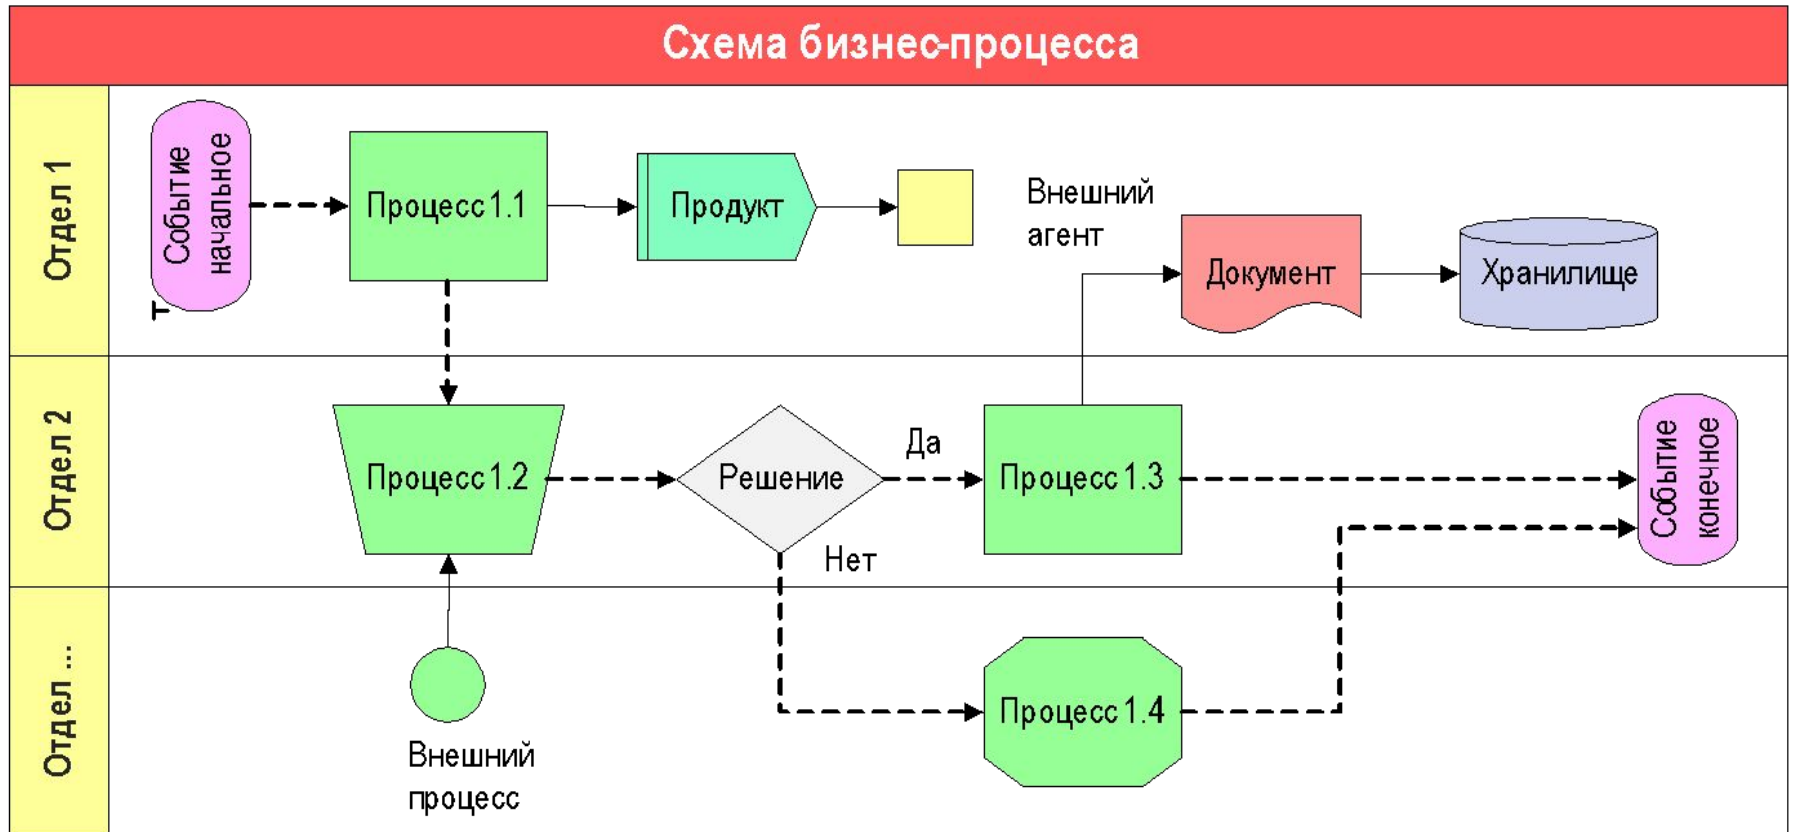 Схема бизнес-процесса
Отдел 1
Событие
начальное
Т
Процесс 1.1
Продукт
Внешний
агент
Документ
Хранилище
Отдел 2
Процесс 1.2
Решение
Да
Нет
Процесс 1.3
Событие
конечное
Отдел ...
Внешний
процесс
Процесс 1.4